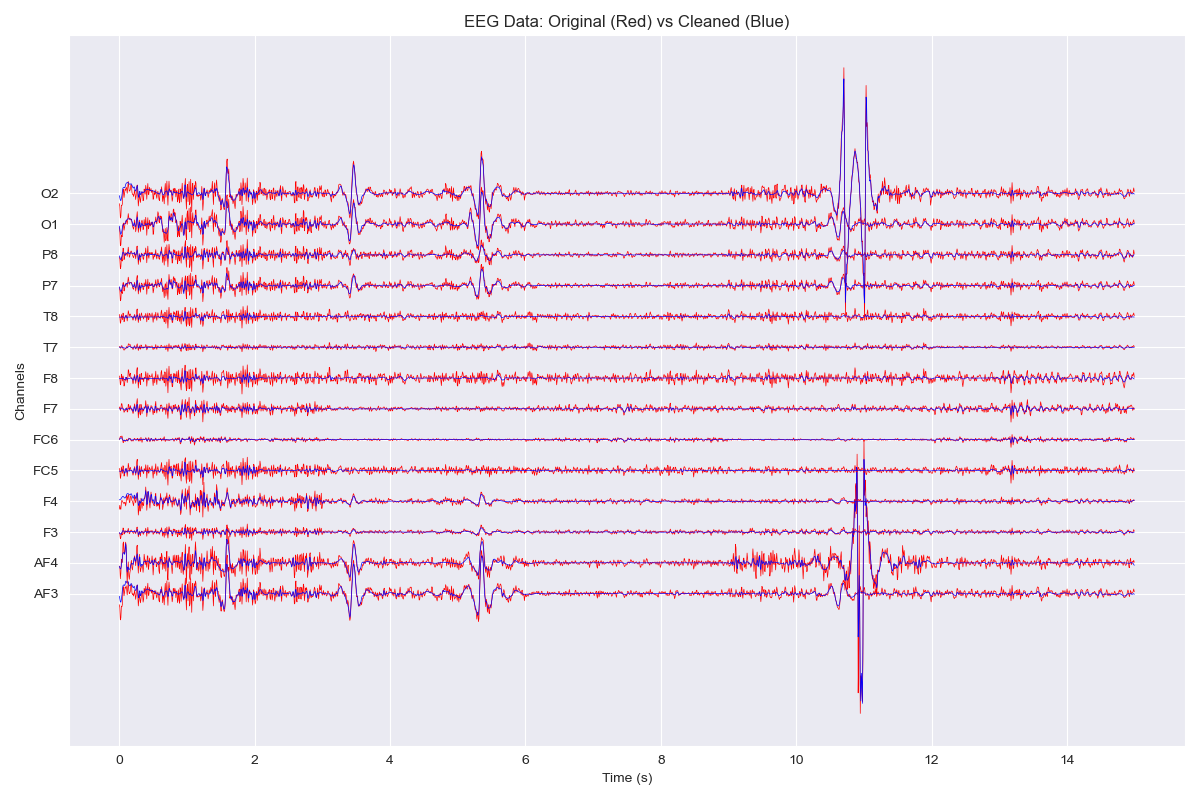 EEG Data: Original (Red) vs Cleaned (Blue)
O2
O1
P8
P7
T8
T7
F8
F7
FC6
FC5
F4
F3
AF4
AF3
Channels
0 2 4 6 8 10 12 14
Time (s)